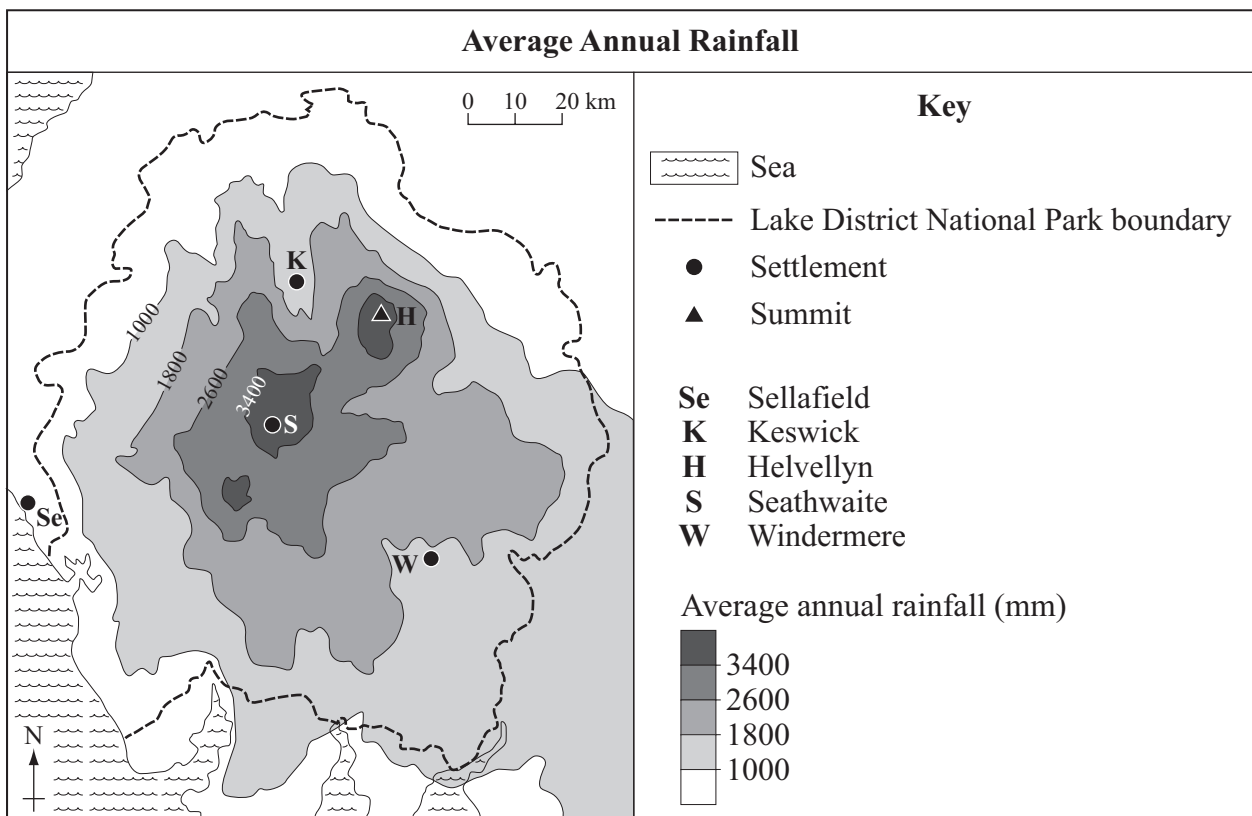 Average Annual Rainfall
0 10 20 km
K
H
1000
1800
2600
3400
S
Se
W
N
Key
Sea
Lake District National Park boundary
Settlement
Summit
Se Sellafield
K Keswick
H Helvellyn
S Seathwaite
W Windermere
Average annual rainfall (mm)
3400
2600
1800
1000